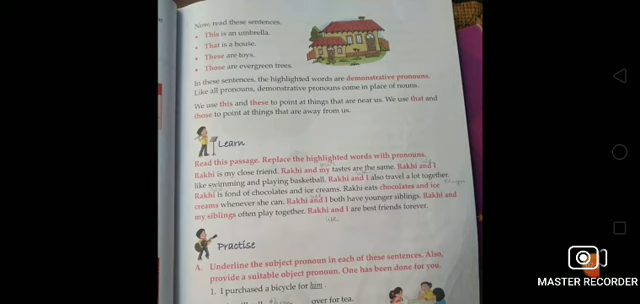 Now, read these sentences.
• This is an umbrella.
• That is a house.
• These are toys.
• Those are evergreen trees.
In these sentences, the highlighted words are demonstrative pronouns.
Like all pronouns, demonstrative pronouns come in place of nouns.
We use this and these to point at things that are near us. We use that and
those to point at things that are away from us.
Learn
Read this passage. Replace the highlighted words with pronouns.
Rakhi is my close friend. Rakhi and my tastes are the same. Rakhi and I
like swimming and playing basketball. Rakhi and I also travel a lot together.
Rakhi is fond of chocolates and ice creams. Rakhi eats chocolates and ice
creams whenever she can. Rakhi and I both have younger siblings. Rakhi and
my siblings often play together. Rakhi and I are best friends forever.
Practise
A. Underline the subject pronoun in each of these sentences. Also,
provide a suitable object pronoun. One has been done for you.
1. I purchased a bicycle for him.
over for tea.
MASTER RECORDER